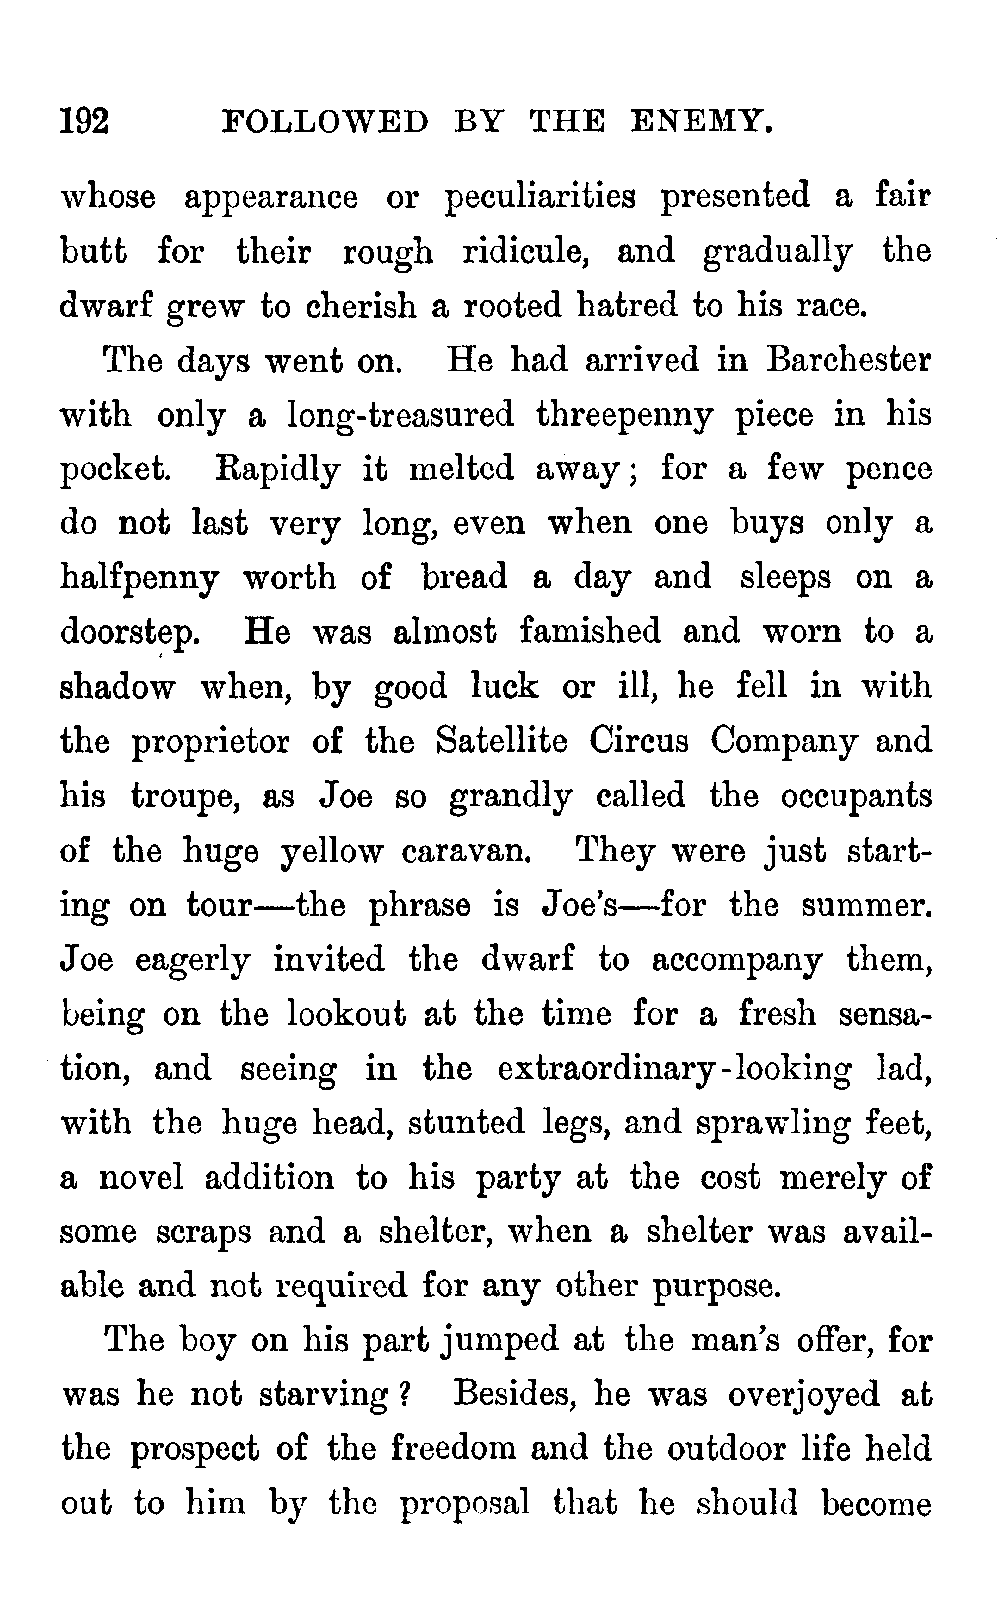 192 FOLLOWED BY THE ENEMY.
whose appearance or peculiarities presented a fair
butt for their rough ridicule, and gradually the
dwarf grew to cherish a rooted hatred to his race.
The days went on. He had arrived in Barchester
with only a long-treasured threepenny piece in his
pocket. Rapidly it melted away; for a few pence
do not last very long, even when one buys only a
halfpenny worth of bread a day and sleeps on a
doorstep. He was almost famished and worn to a
shadow when, by good luck or ill, he fell in with
the proprietor of the Satellite Circus Company and
his troupe, as Joe so grandly called the occupants
of the huge yellow caravan. They were just start-
ing on tour—the phrase is Joe's—for the summer.
Joe eagerly invited the dwarf to accompany them,
being on the lookout at the time for a fresh sensa-
tion, and seeing in the extraordinary-looking lad,
with the huge head, stunted legs, and sprawling feet,
a novel addition to his party at the cost merely of
some scraps and a shelter, when a shelter was avail-
able and not required for any other purpose.
The boy on his part jumped at the man's offer, for
was he not starving? Besides, he was overjoyed at
the prospect of the freedom and the outdoor life held
out to him by the proposal that he should become